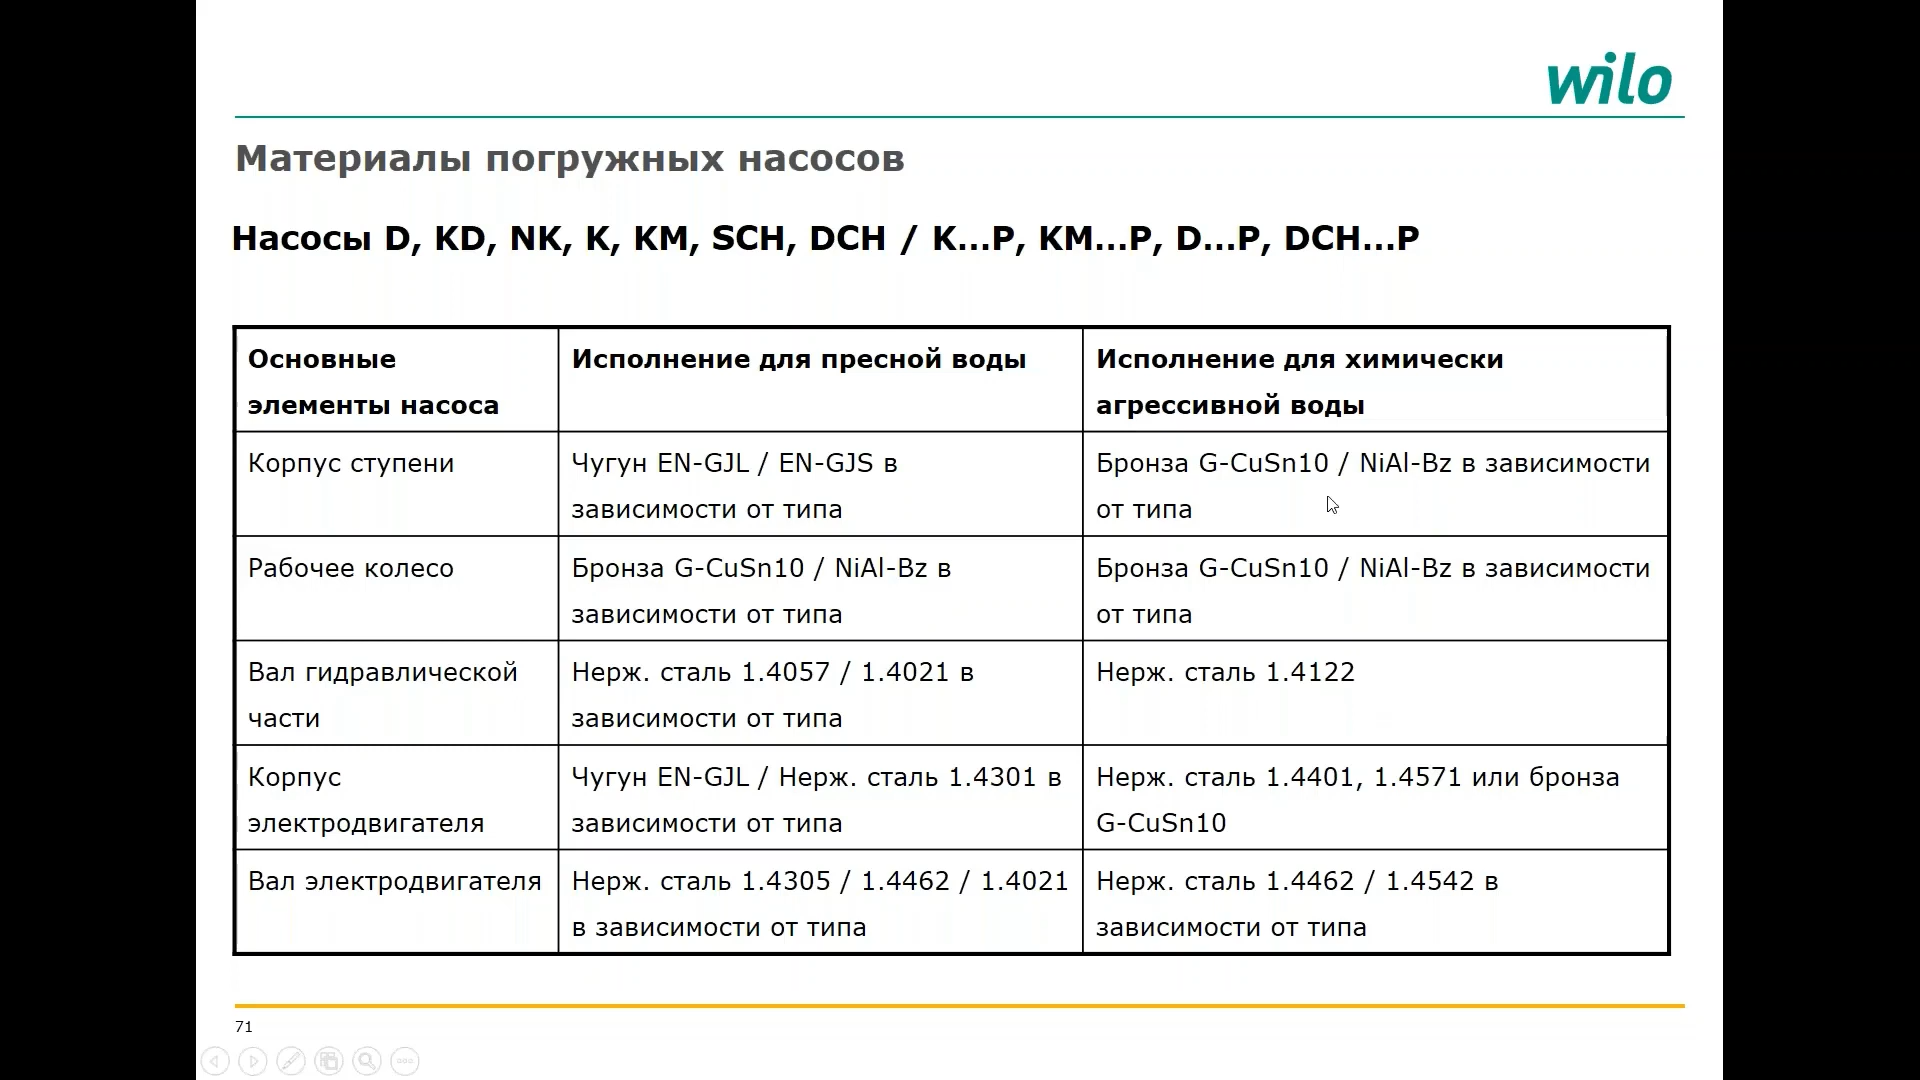 wilo
Материалы погружных насосов
Насосы D, KD, NK, K, KM, SCH, DCH / K...P, KM...P, D...P, DCH...P
Основные
элементы насоса
Исполнение для пресной воды
Исполнение для химически
агрессивной воды
Корпус ступени
Чугун EN-GJL / EN-GJS в
зависимости от типа
Бронза G-CuSn10 / NiAl-Bz в зависимости
от типа
Рабочее колесо
Бронза G-CuSn10 / NiAl-Bz в
зависимости от типа
Бронза G-CuSn10 / NiAl-Bz в зависимости
от типа
Вал гидравлической
части
Нерж. сталь 1.4057 / 1.4021 в
зависимости от типа
Нерж. сталь 1.4122
Корпус
электродвигателя
Чугун EN-GJL / Нерж. сталь 1.4301 в
зависимости от типа
Нерж. сталь 1.4401, 1.4571 или бронза
G-CuSn10
Вал электродвигателя
Нерж. сталь 1.4305 / 1.4462 / 1.4021
в зависимости от типа
Нерж. сталь 1.4462 / 1.4542 в
зависимости от типа
71